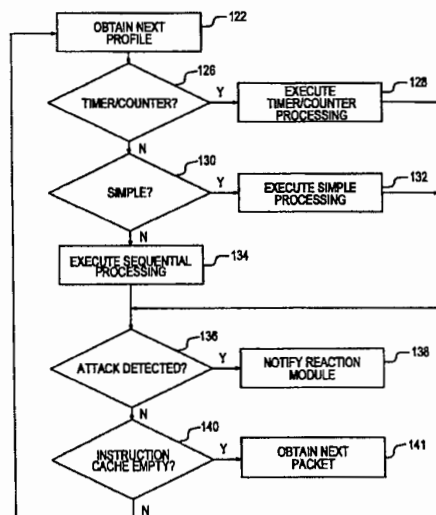 OBTAIN NEXT
PROFILE
122
126
TIMER/COUNTER?
Y
EXECUTE
TIMER/COUNTER
PROCESSING
128
N
130
SIMPLE?
Y
EXECUTE SIMPLE
PROCESSING
132
N
EXECUTE SEQUENTIAL
PROCESSING
134
136
ATTACK DETECTED?
Y
NOTIFY REACTION
MODULE
138
N
140
INSTRUCTION
CACHE EMPTY?
Y
OBTAIN NEXT
PACKET
141
N